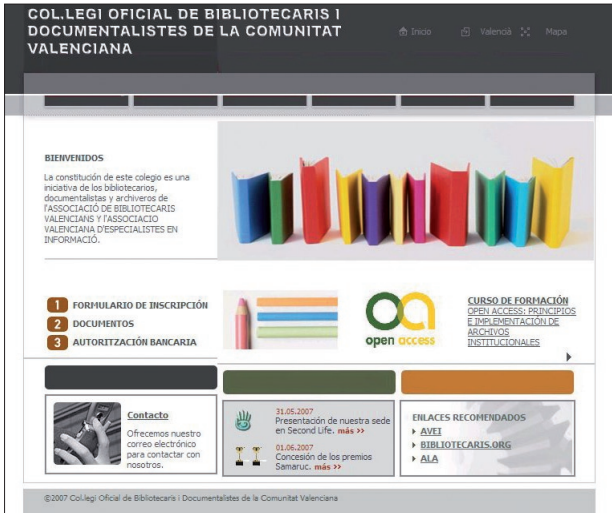 COL.LEGI OFICIAL DE BIBLIOTECARIS I
DOCUMENTALISTES DE LA COMUNITAT
VALENCIANA
Inicio
Valencià
Mapa
BIENVENIDOS
La constitución de este colegio es una
iniciativa de los bibliotecarios,
documentalistas y archiveros de
l'ASSOCIACIÓ DE BIBLIOTECARIS
VALENCIANS Y l'ASSOCIACIO
VALENCIANA D'ESPECIALISTES EN
INFORMACIÓ.
1 FORMULARIO DE INSCRIPCIÓN
2 DOCUMENTOS
3 AUTORITZACIÓN BANCARIA
open access
CURSO DE FORMACIÓN
OPEN ACCESS: PRINCIPIOS
E IMPLEMENTACIÓN DE
ARCHIVOS
INSTITUCIONALES
Contacto
Ofrecemos nuestro
correo electrónico
para contactar con
nosotros.
31.05.2007
Presentación de nuestra sede
en Second Life. más >>
01.06.2007
Concesión de los premios
Samaruc. más >>
ENLACES RECOMENDADOS
AVEI
BIBLIOTECARIS.ORG
ALA
©2007 Col.legi Oficial de Bibliotecaris i Documentalistes de la Comunitat Valenciana